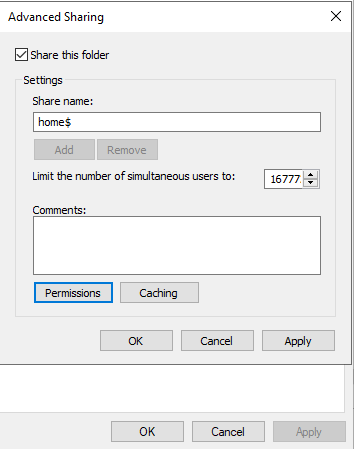 Advanced Sharing
Share this folder
Settings
Share name:
home$
Add Remove
Limit the number of simultaneous users to: 16777
Comments:
Permissions Caching
OK Cancel Apply
OK Cancel Apply